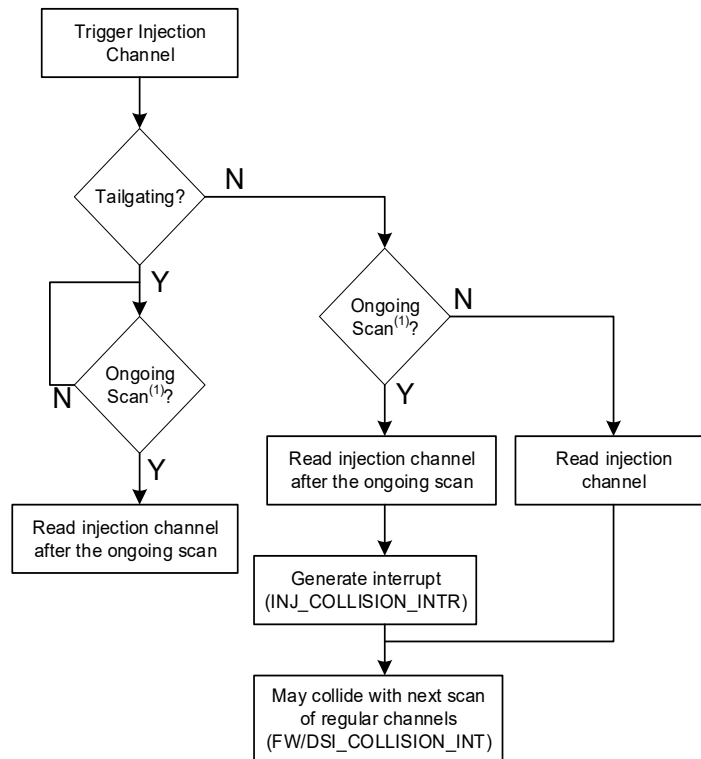 Trigger Injection
Channel
Tailgating?
N
Y
Ongoing
Scan(1)?
N
Y
Ongoing
Scan(1)?
N
Y
Read injection channel
after the ongoing scan
Read injection channel
after the ongoing scan
Read injection
channel
Generate interrupt
(INJ_COLLISION_INTR)
May collide with next scan
of regular channels
(FW/DSI_COLLISION_INT)